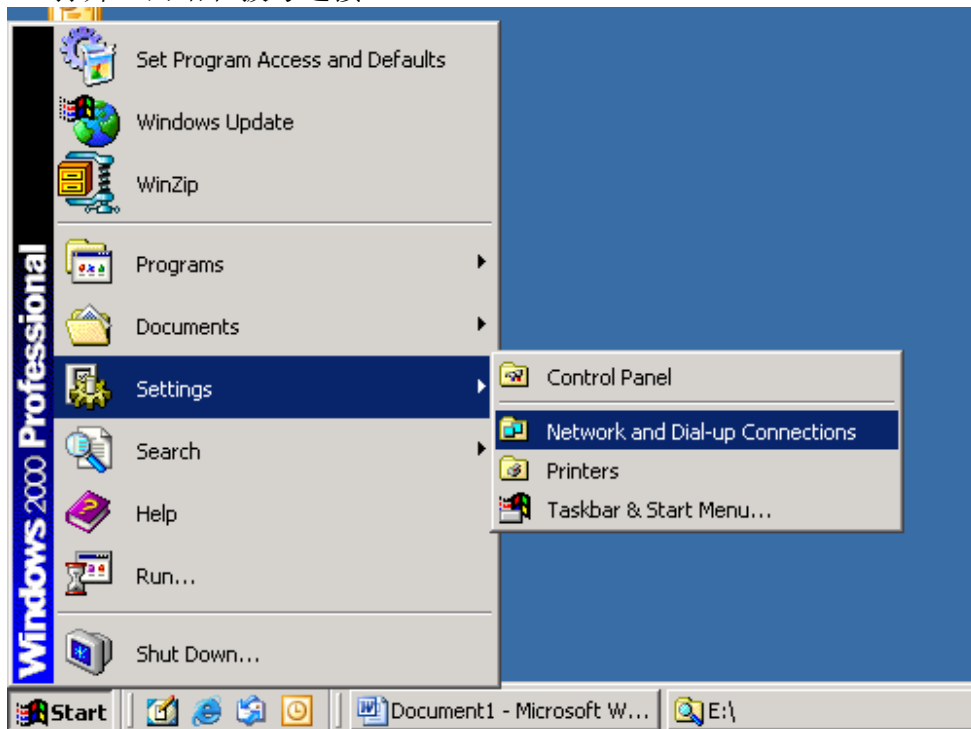 Set Program Access and Defaults
Windows Update
WinZip
Programs
Documents
Settings
Search
Help
Run...
Shut Down...
Windows 2000 Professional
Control Panel
Network and Dial-up Connections
Printers
Taskbar & Start Menu...
Start
Document1 - Microsoft W...
E:\